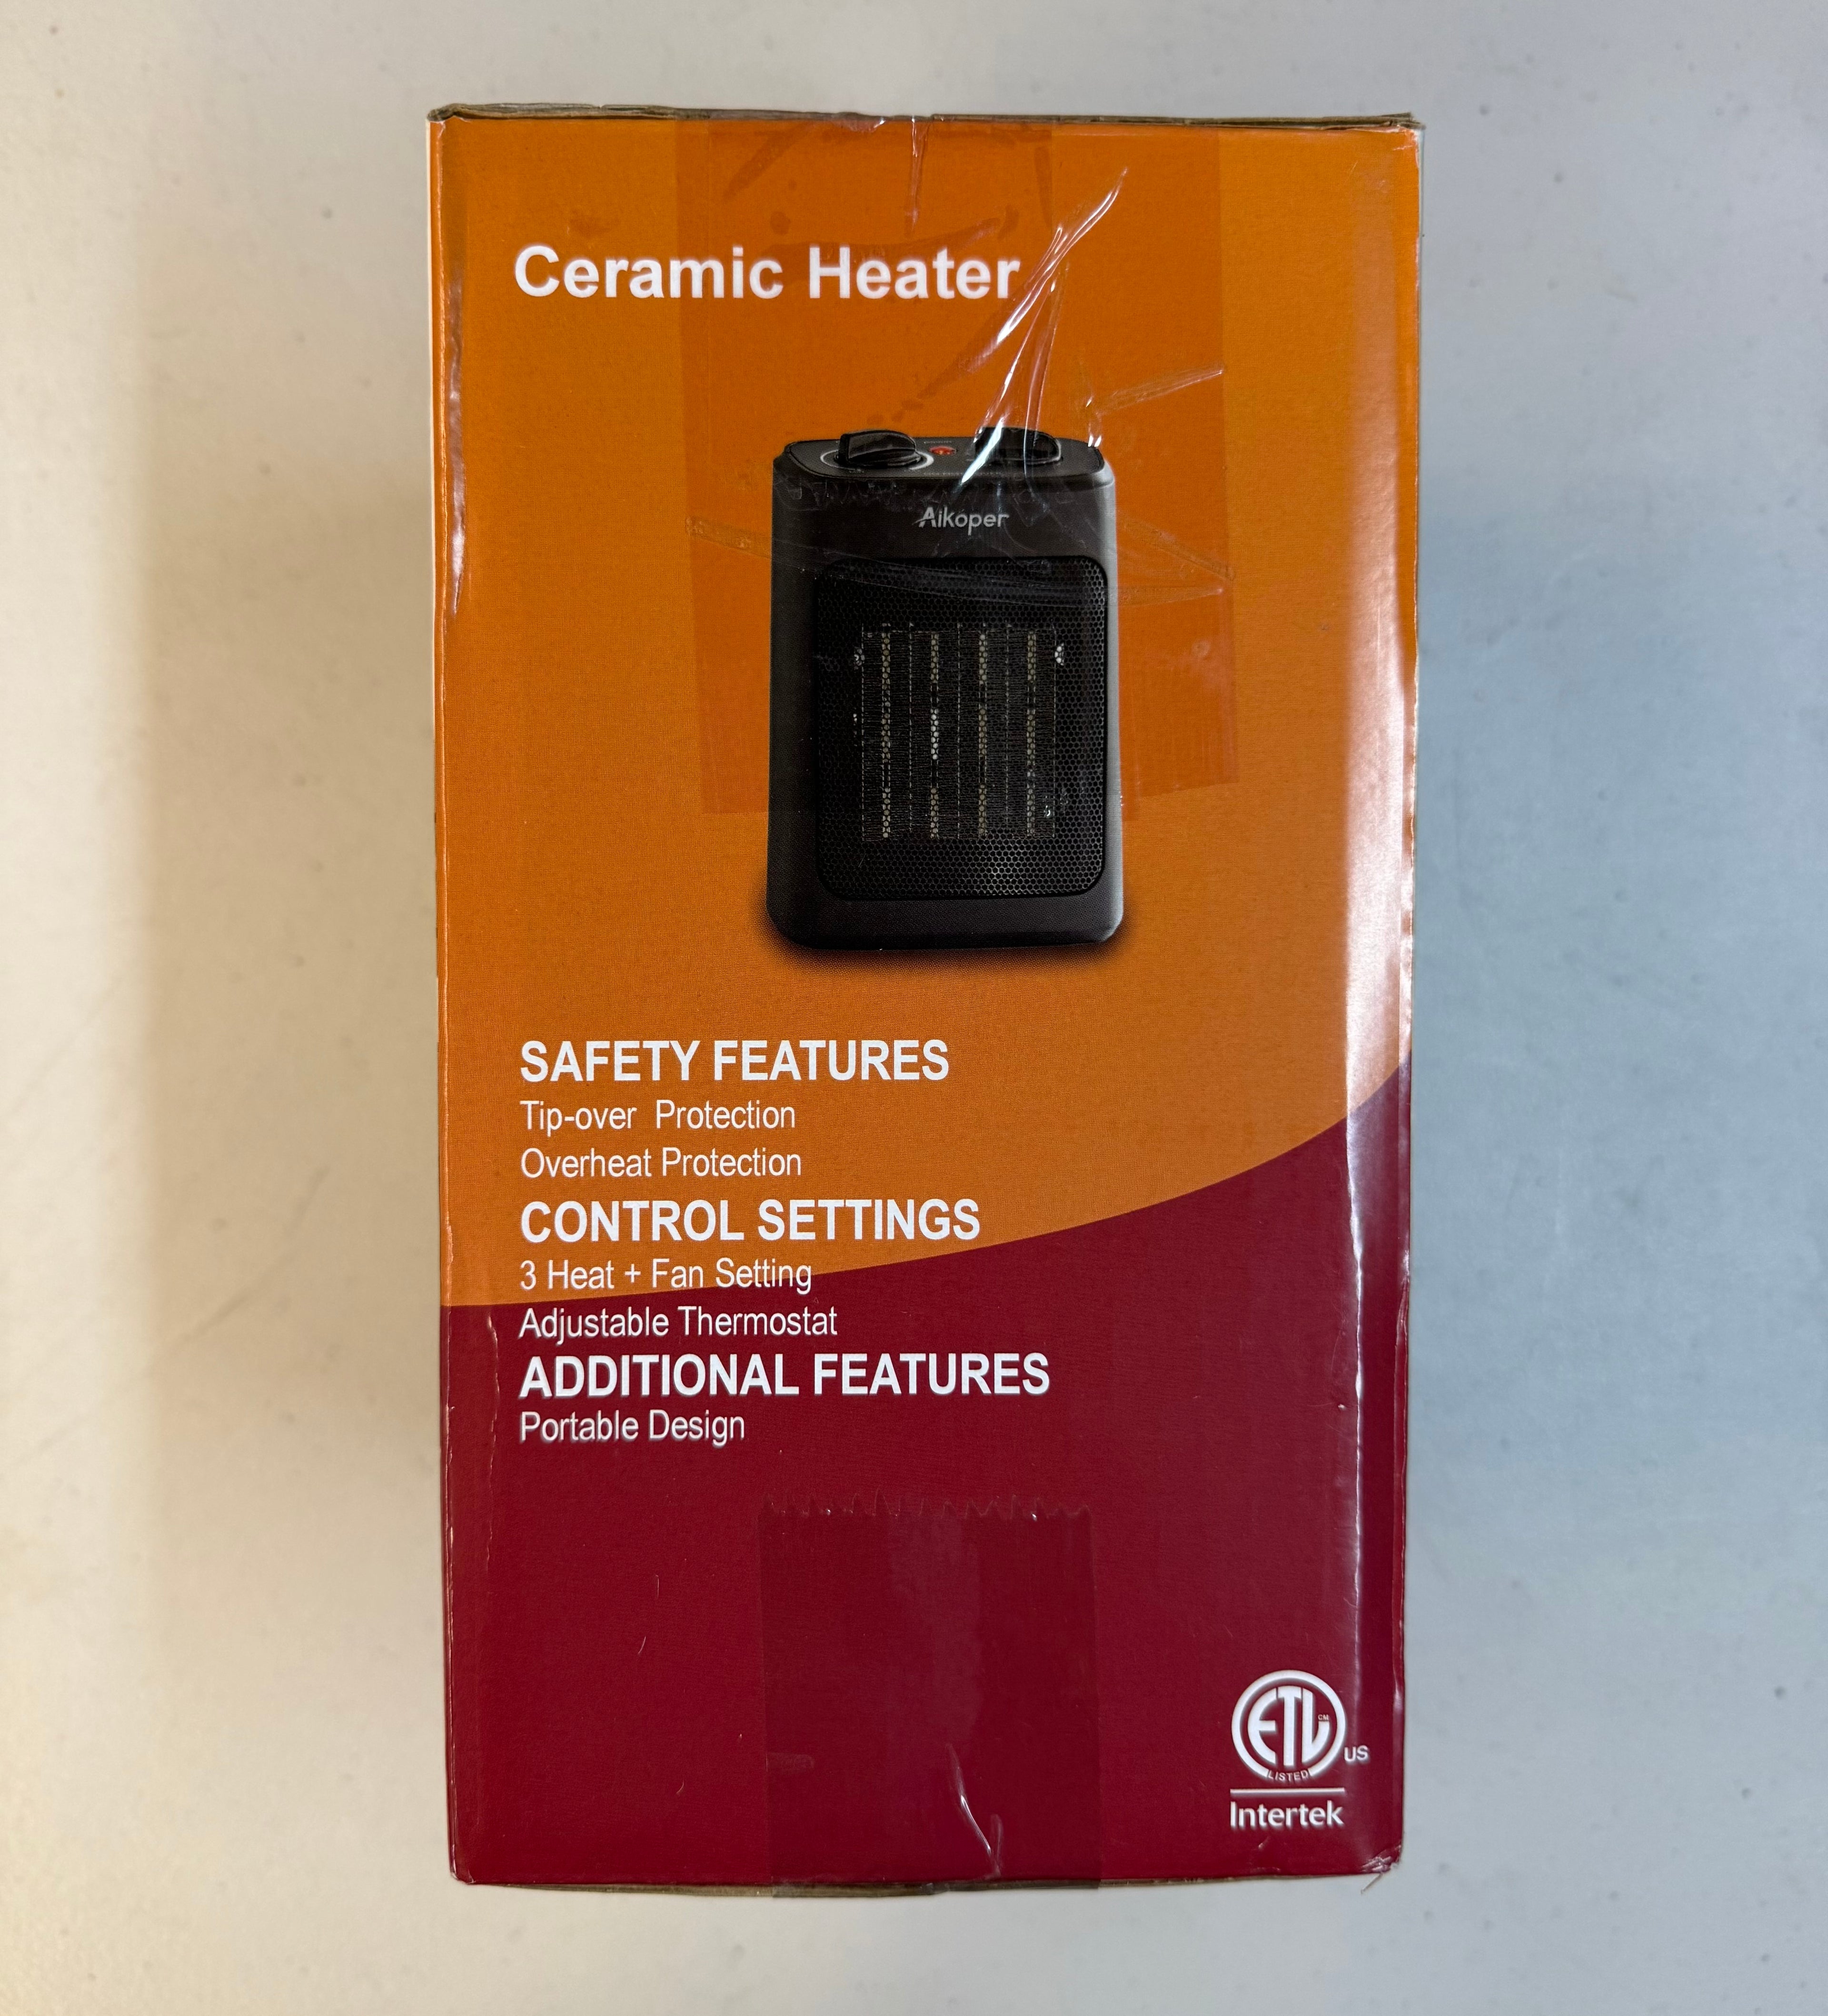 Ceramic Heater
Aikoper
SAFETY FEATURES
Tip-over Protection
Overheat Protection
CONTROL SETTINGS
3 Heat + Fan Setting
Adjustable Thermostat
ADDITIONAL FEATURES
Portable Design
ETL CM
US
LISTED
Intertek